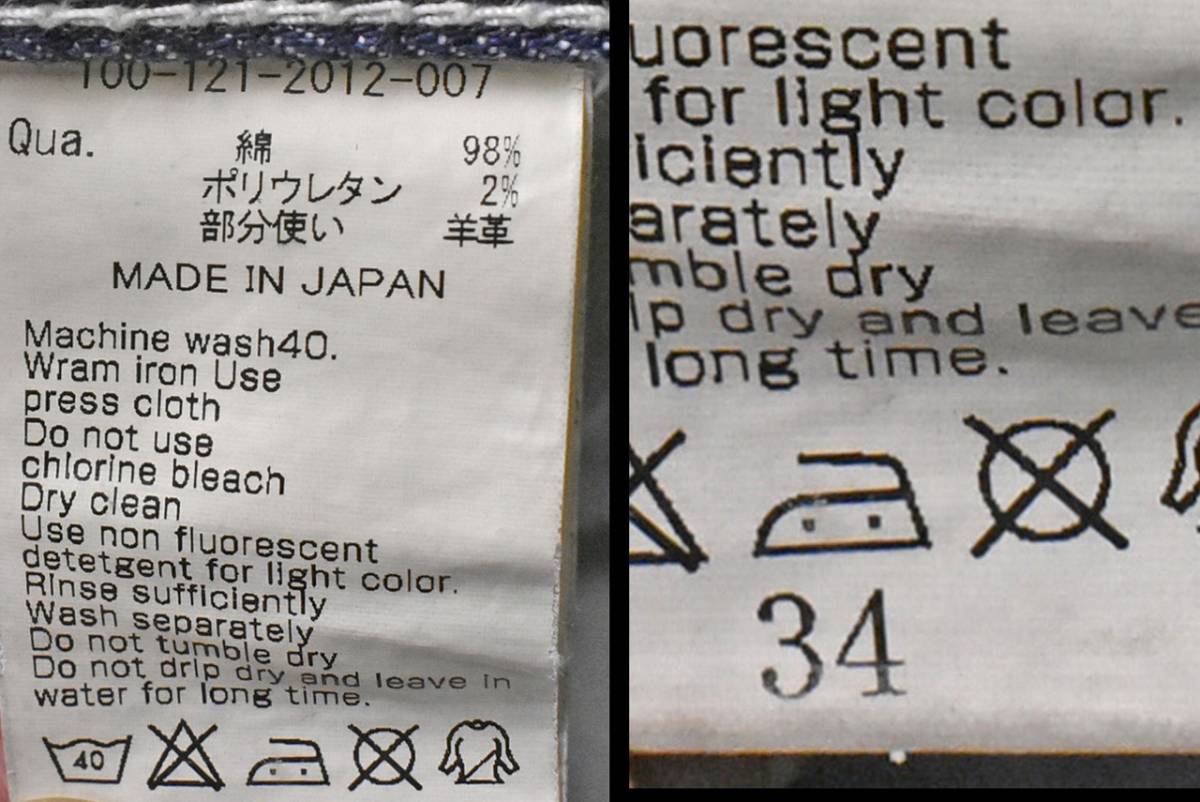 100-121-2012-007
Qua. 綿 98%
ポリウレタン 2%
部分使い 羊革
MADE IN JAPAN
Machine wash40.
Wram iron Use
press cloth
Do not use
chlorine bleach
Dry clean
Use non fluorescent
detetgent for light color.
Rinse sufficiently
Wash separately
Do not tumble dry
Do not drip dry and leave in
water for long time.
40
uorescent
for light color.
iciently
arately
mble dry
ip dry and leave
long time.
34